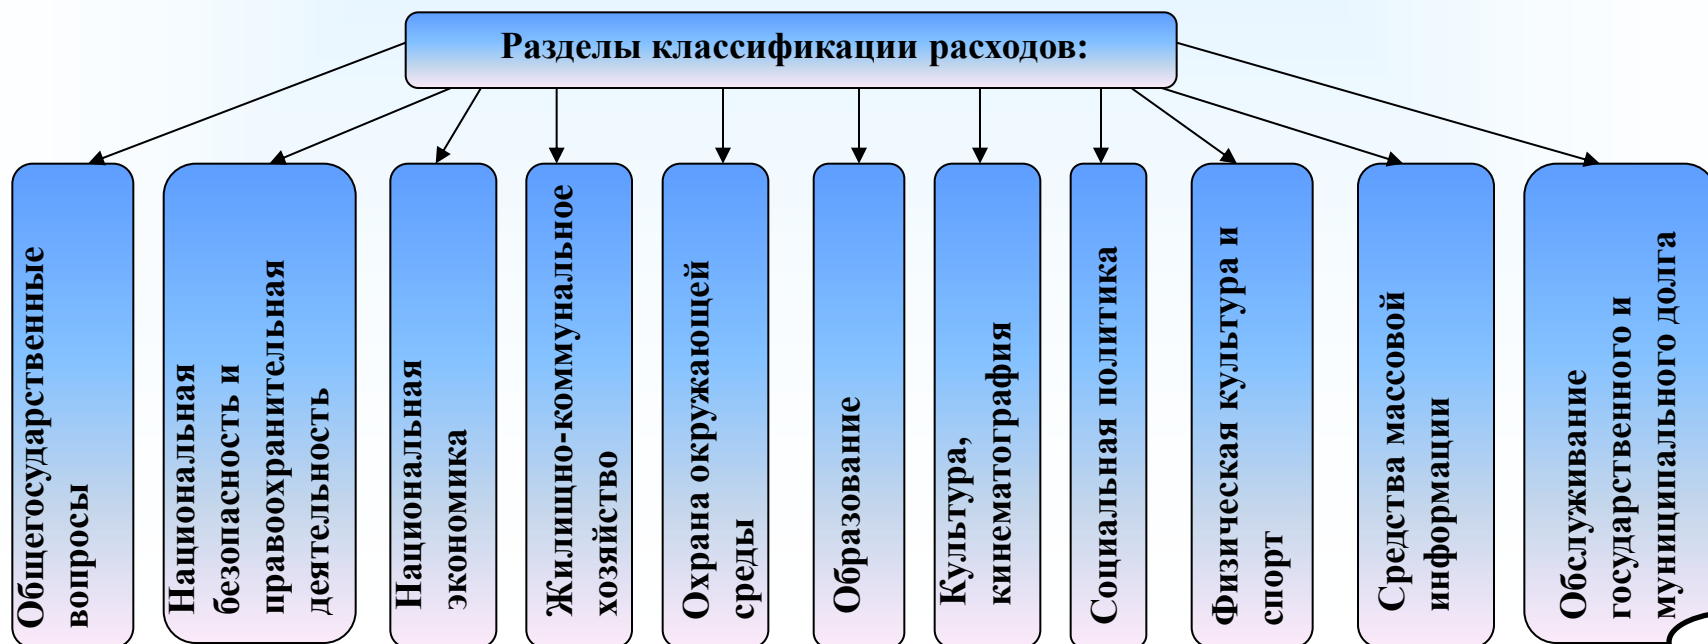 Разделы классификации расходов:
Общегосударственные
вопросы
Национальная
безопасность и
правоохранительная
деятельность
Национальная
экономика
Жилищно-коммунальное
хозяйство
Охрана окружающей
среды
Образование
Культура,
кинематография
Социальная политика
Физическая культура и
спорт
Средства массовой
информации
Обслуживание
государственного и
муниципального долга